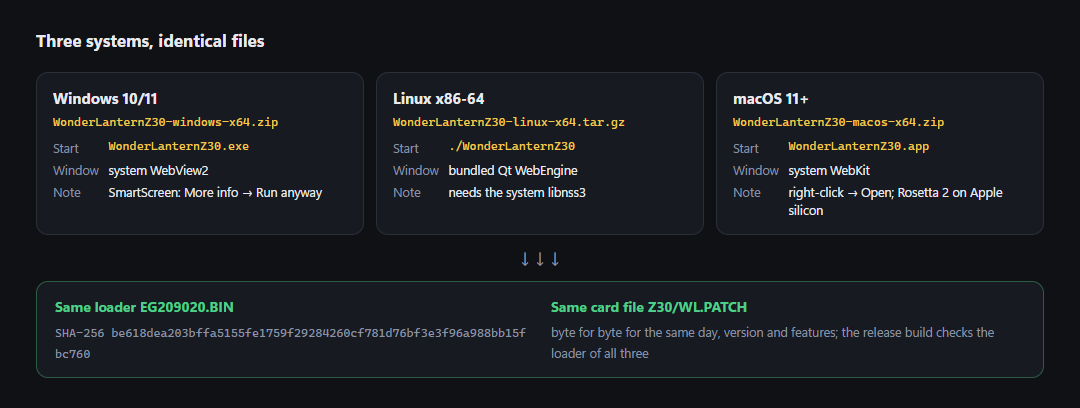 Three systems, identical files
Windows 10/11
WonderLanternZ30-windows-x64.zip
Start WonderLanternZ30.exe
Window system WebView2
Note SmartScreen: More info → Run anyway
Linux x86-64
WonderLanternZ30-linux-x64.tar.gz
Start ./WonderLanternZ30
Window bundled Qt WebEngine
Note needs the system libnss3
macOS 11+
WonderLanternZ30-macos-x64.zip
Start WonderLanternZ30.app
Window system WebKit
Note right-click → Open; Rosetta 2 on Apple
silicon
↓ ↓ ↓
Same loader EG209020.BIN
SHA-256 be618dea203bffa5155fe1759f29284260cf781d76bf3e3f96a988bb15f
bc760
Same card file Z30/WL.PATCH
byte for byte for the same day, version and features; the release build checks the
loader of all three